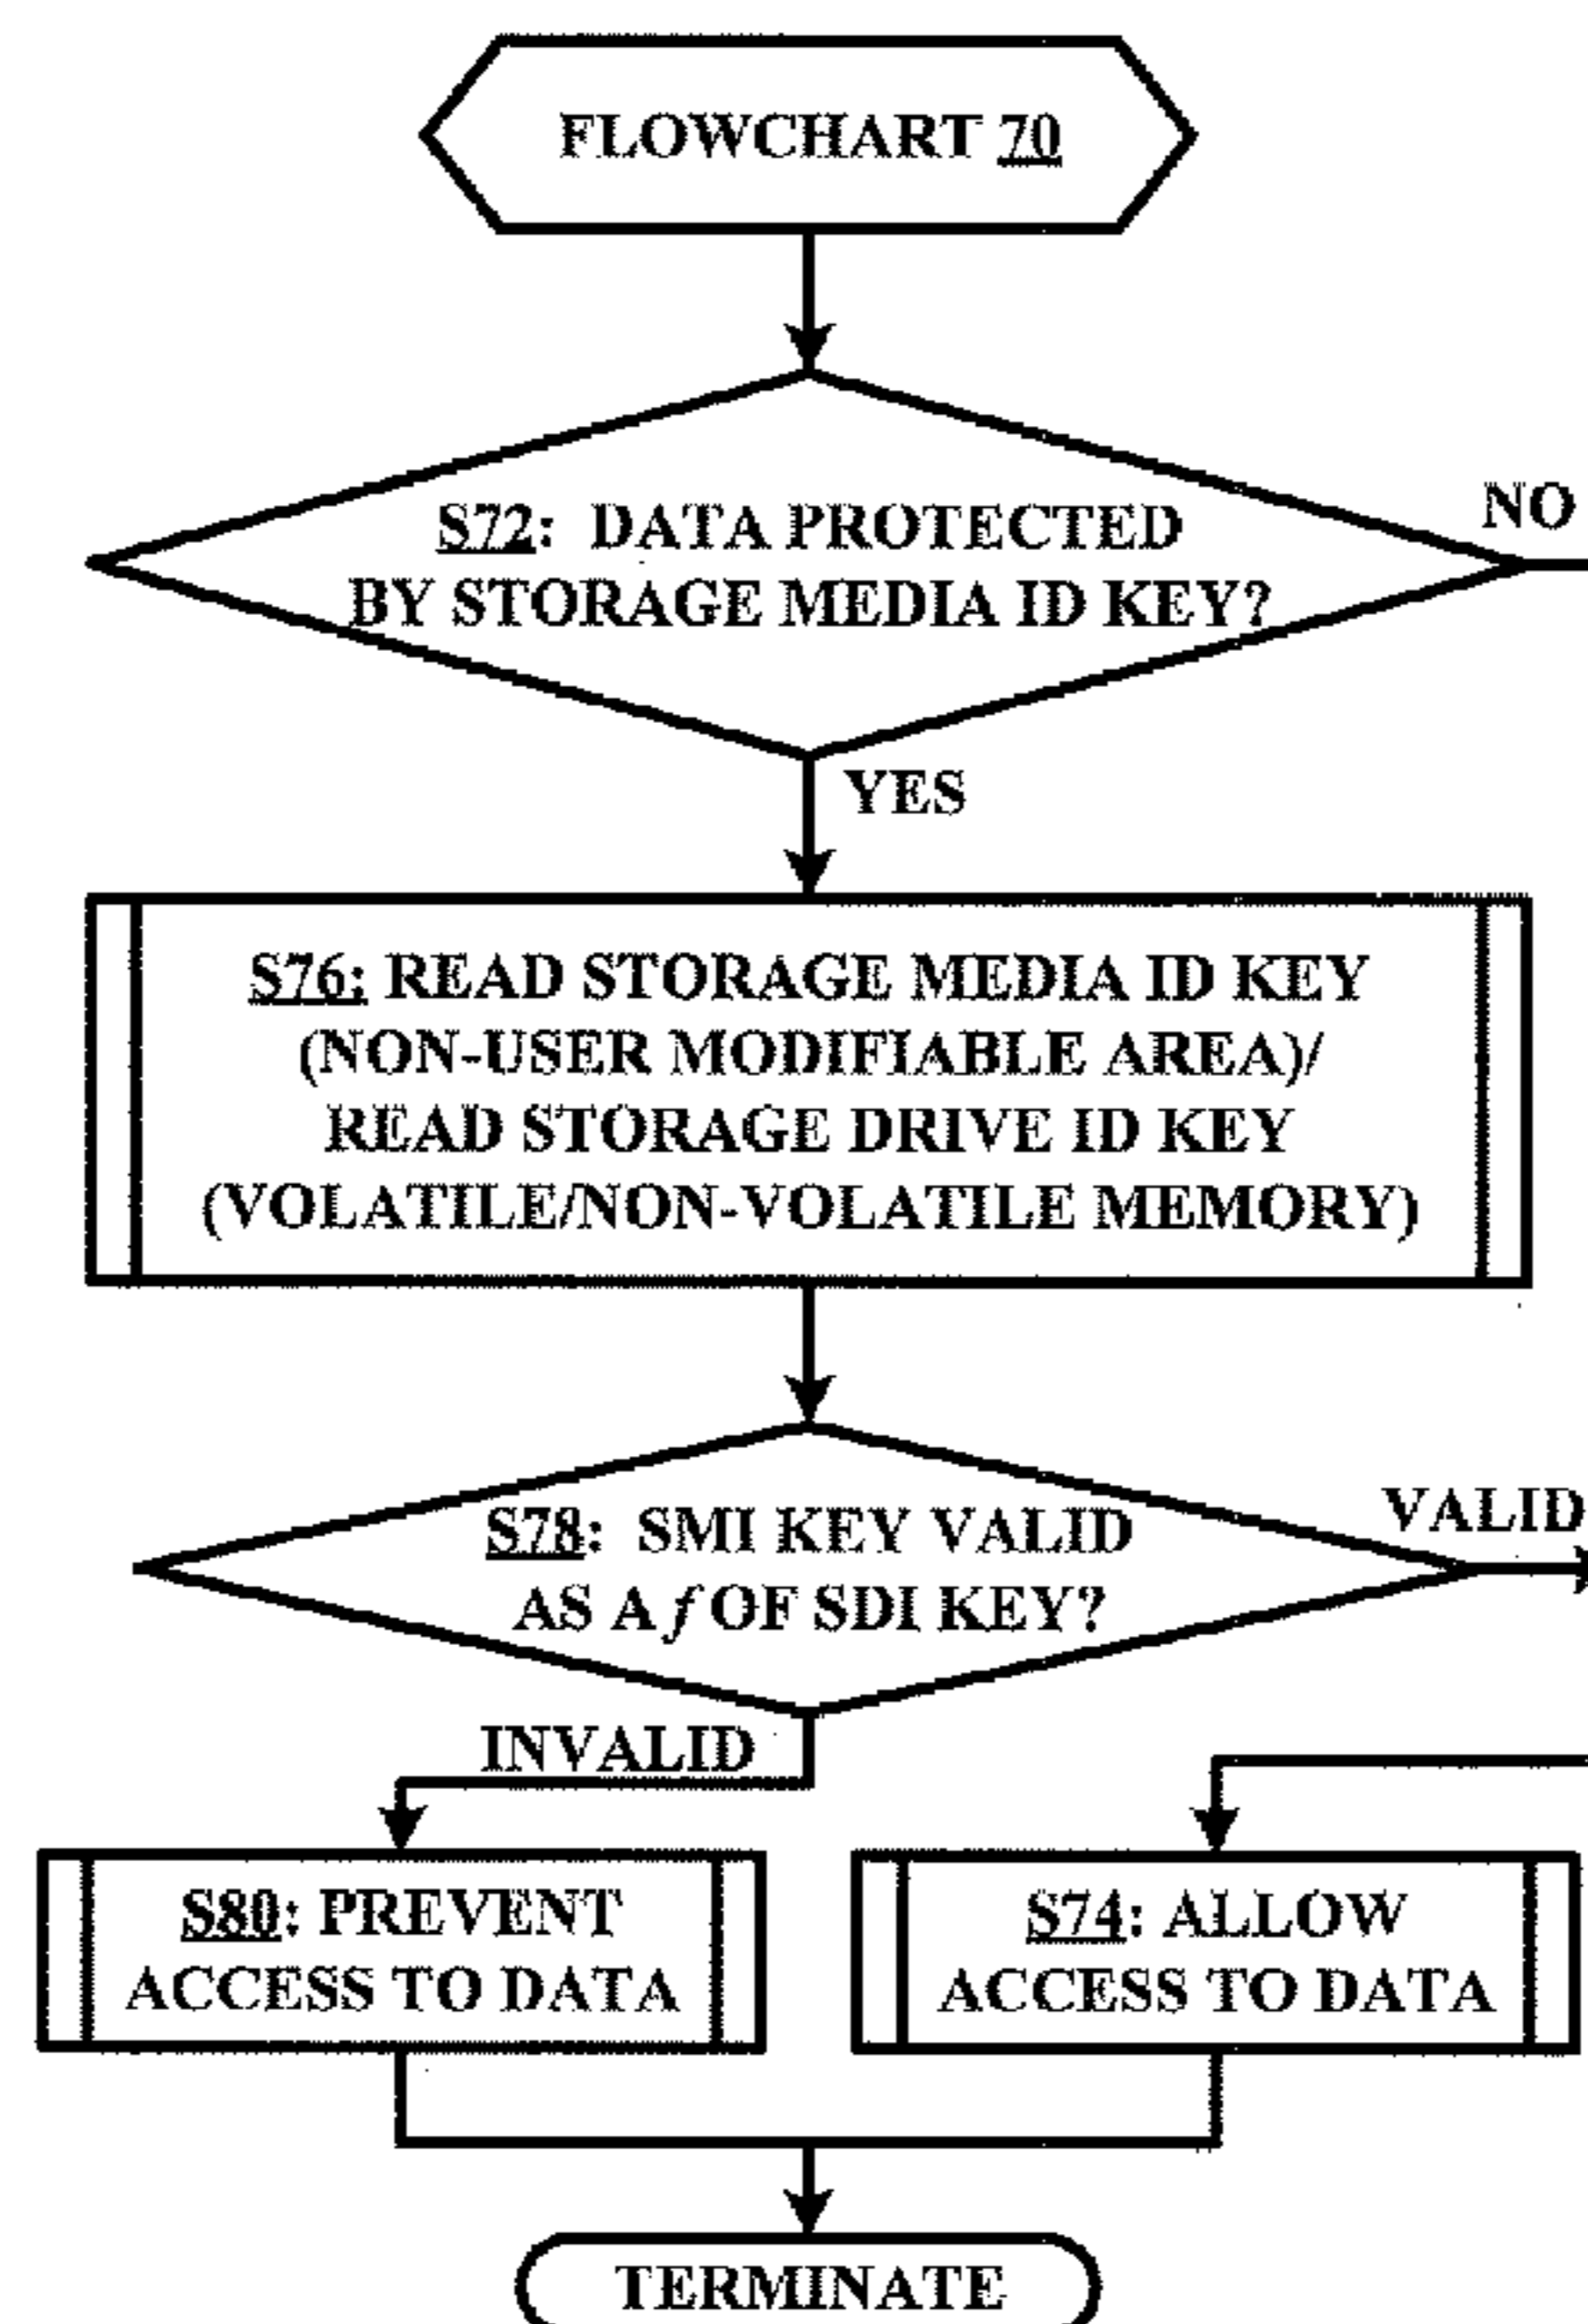 FLOWCHART 70
S72: DATA PROTECTED
BY STORAGE MEDIA ID KEY?
NO
YES
S76: READ STORAGE MEDIA ID KEY
(NON-USER MODIFIABLE AREA)/
READ STORAGE DRIVE ID KEY
(VOLATILE/NON-VOLATILE MEMORY)
S78: SMI KEY VALID
AS A f OF SDI KEY?
VALID
INVALID
S80: PREVENT
ACCESS TO DATA
S74: ALLOW
ACCESS TO DATA
TERMINATE